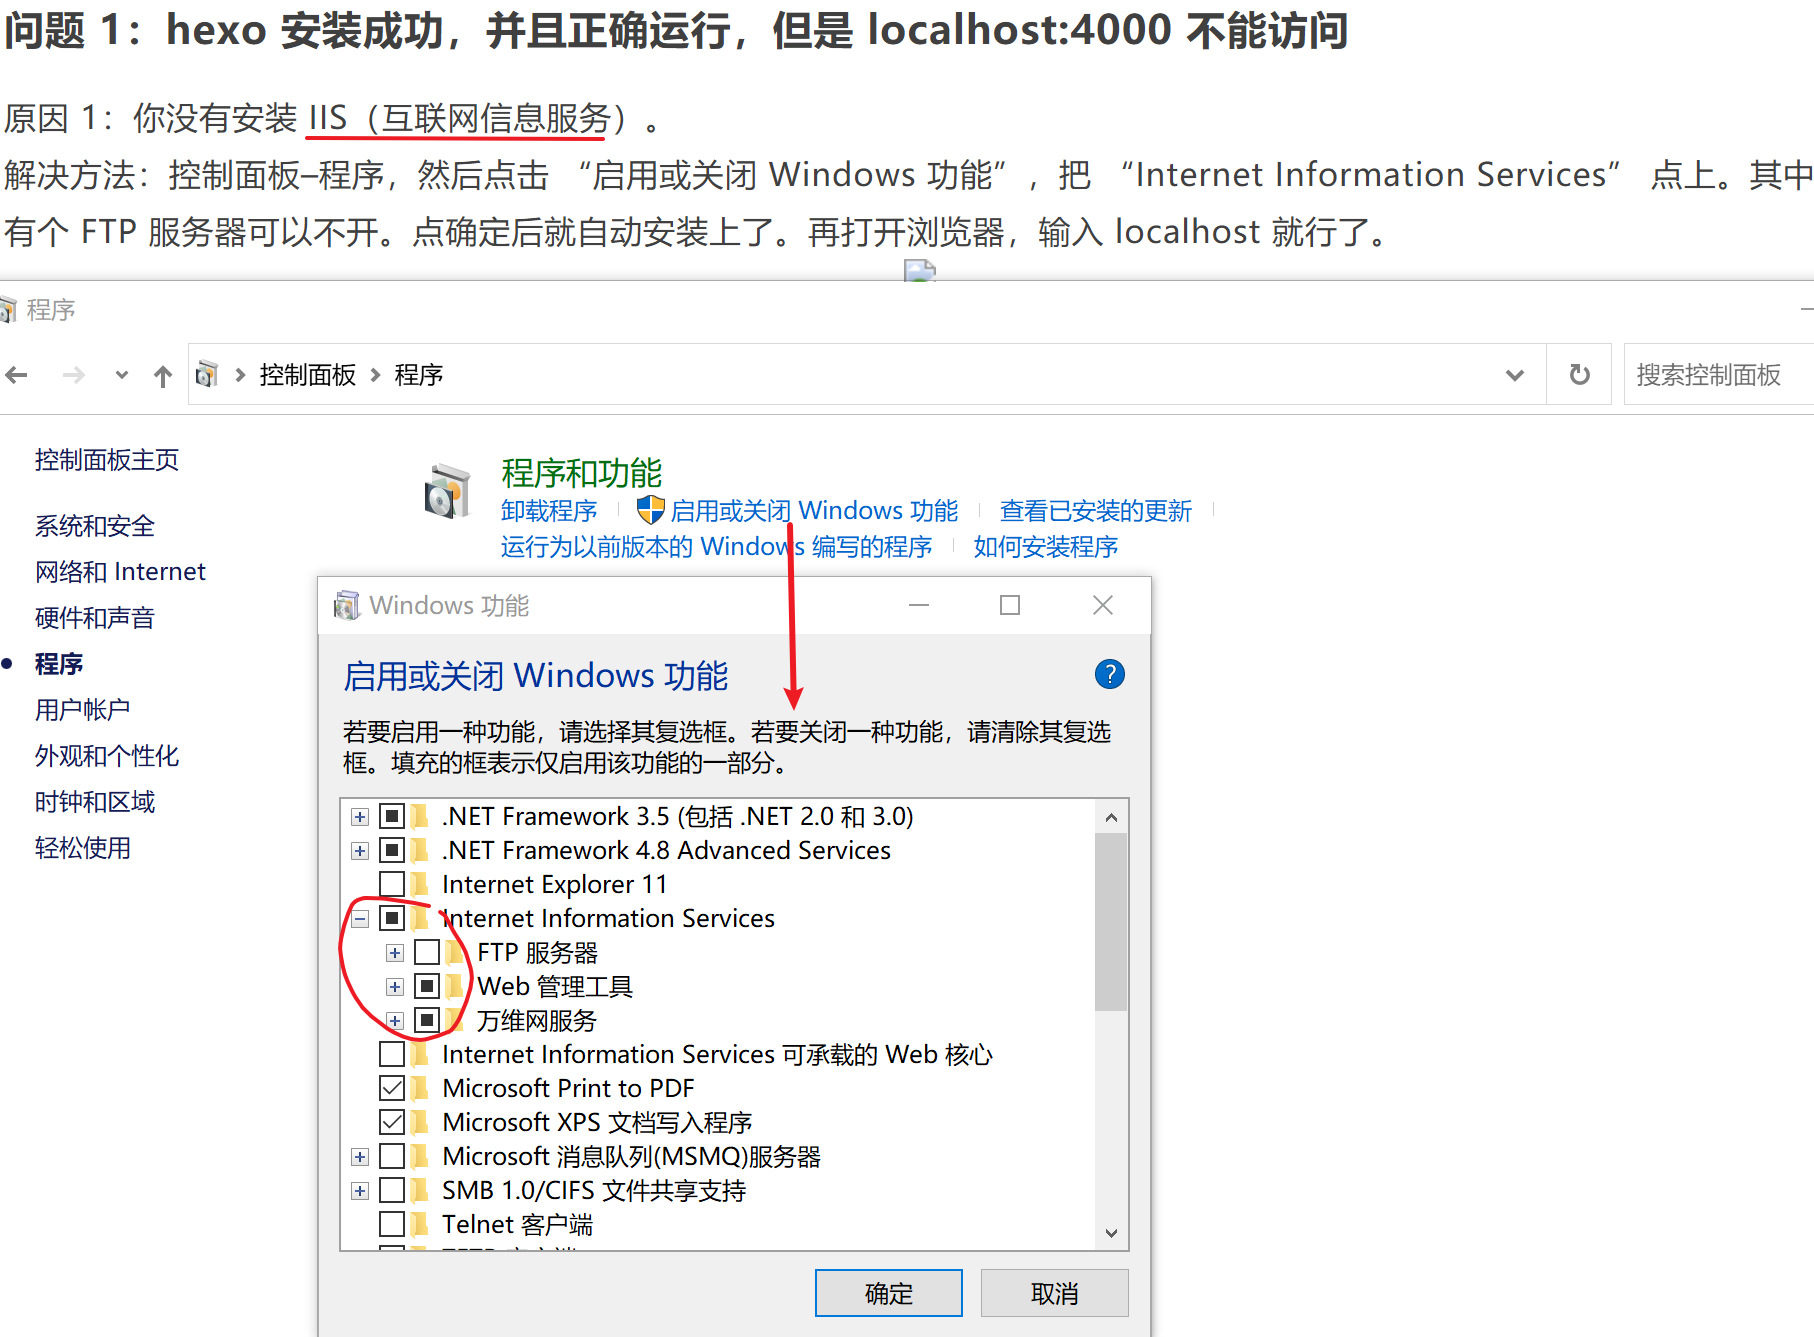 问题 1：hexo 安装成功，并且正确运行，但是 localhost:4000 不能访问
原因 1：你没有安装 IIS（互联网信息服务）。
解决方法：控制面板–程序，然后点击 “启用或关闭 Windows 功能” ，把 “Internet Information Services” 点上。其中
有个 FTP 服务器可以不开。点确定后就自动安装上了。再打开浏览器，输入 localhost 就行了。
程序
控制面板 程序
搜索控制面板
控制面板主页
系统和安全
网络和 Internet
硬件和声音
程序
用户帐户
外观和个性化
时钟和区域
轻松使用
程序和功能
卸载程序 启用或关闭 Windows 功能 查看已安装的更新
运行为以前版本的 Windows 编写的程序 如何安装程序
Windows 功能
启用或关闭 Windows 功能
若要启用一种功能，请选择其复选框。若要关闭一种功能，请清除其复选
框。填充的框表示仅启用该功能的一部分。
.NET Framework 3.5 (包括 .NET 2.0 和 3.0)
.NET Framework 4.8 Advanced Services
Internet Explorer 11
Internet Information Services
FTP 服务器
Web 管理工具
万维网服务
Internet Information Services 可承载的 Web 核心
Microsoft Print to PDF
Microsoft XPS 文档写入程序
Microsoft 消息队列(MSMQ)服务器
SMB 1.0/CIFS 文件共享支持
Telnet 客户端
确定 取消